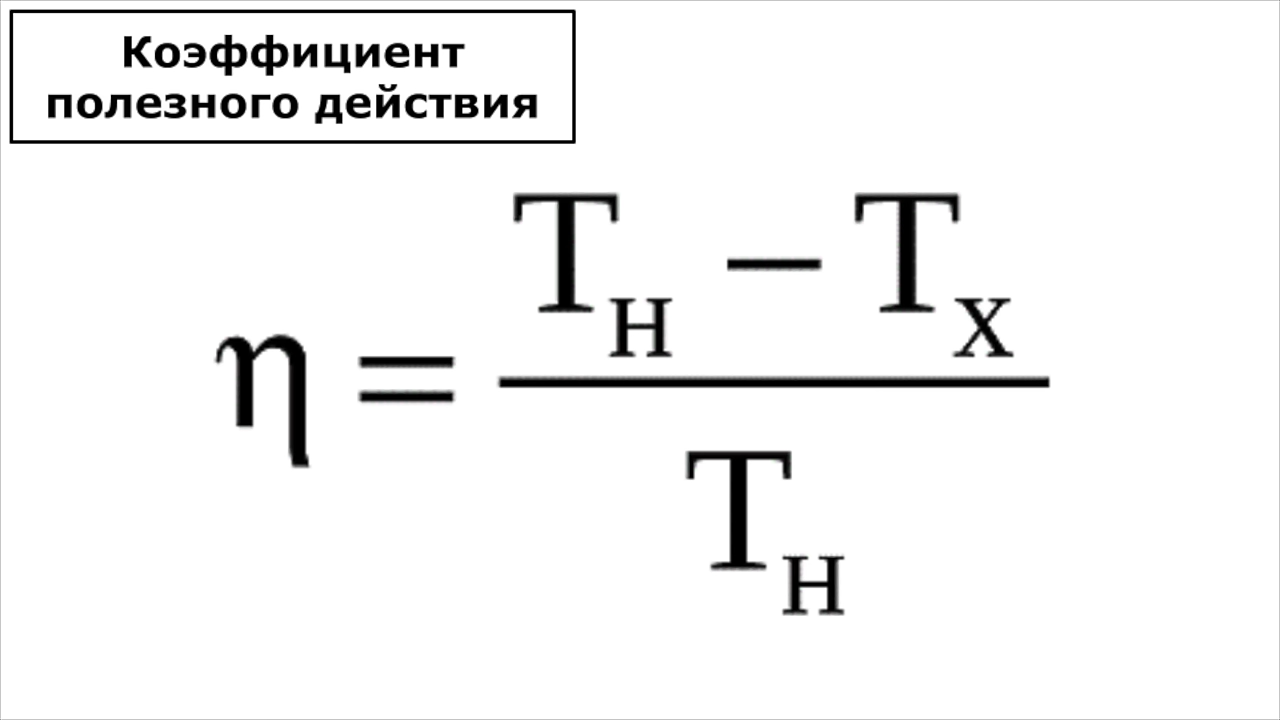 Коэффициент
полезного действия
η = (Tн − Tх) / Tн